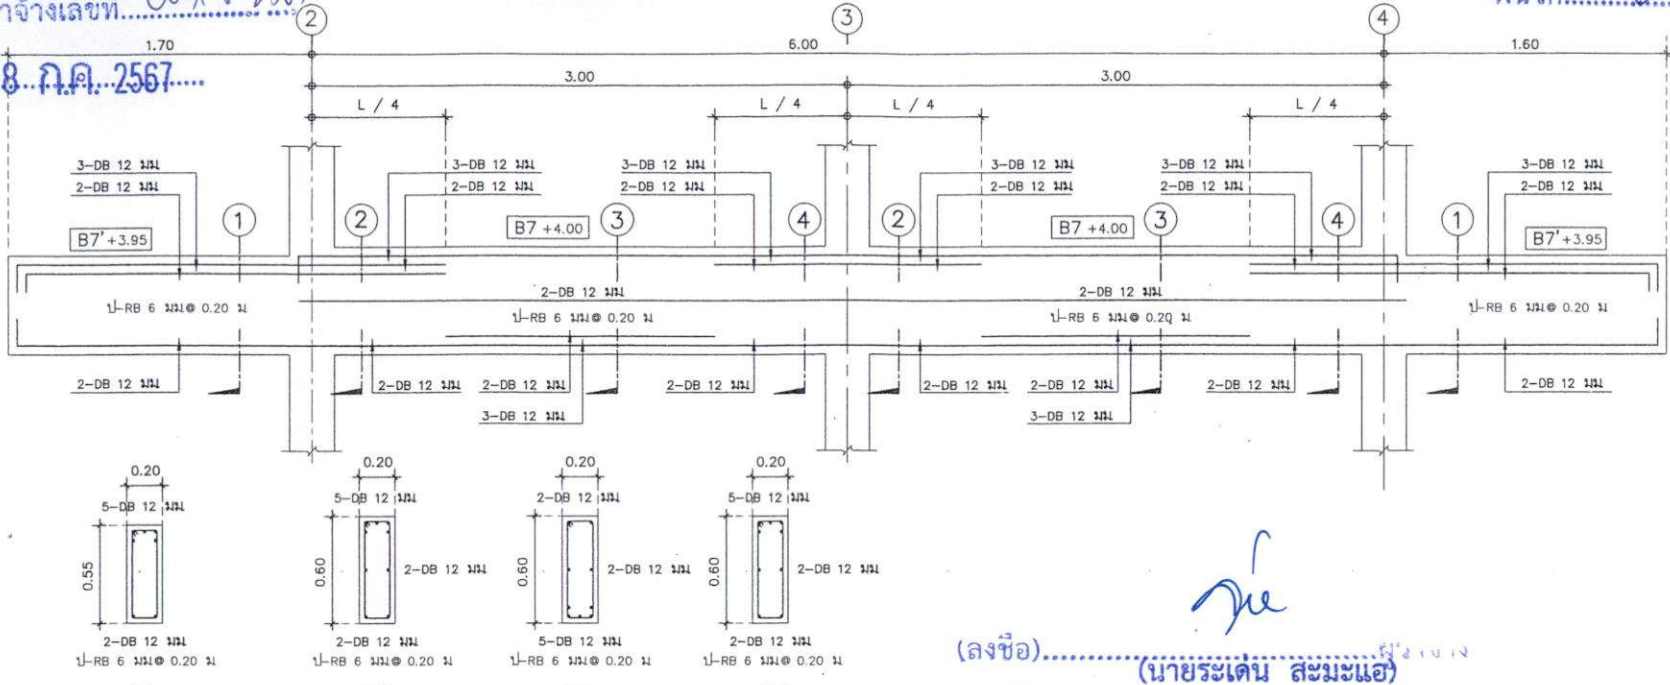 าจ้างเลขที่
2 3 4
1.70 6.00 1.60
8 ก.ค. 2567
3.00 3.00
L / 4 L / 4 L / 4 L / 4
3-DB 12 มม 3-DB 12 มม 3-DB 12 มม 3-DB 12 มม 3-DB 12 มม 3-DB 12 มม
2-DB 12 มม 2-DB 12 มม 2-DB 12 มม 2-DB 12 มม 2-DB 12 มม 2-DB 12 มม
1 2 3 4 2 3 4 1
B7'+3.95 B7 +4.00 B7 +4.00 B7'+3.95
2-DB 12 มม 2-DB 12 มม
ป-RB 6 มม@ 0.20 ม ป-RB 6 มม@ 0.20 ม ป-RB 6 มม@ 0.20 ม ป-RB 6 มม@ 0.20 ม
2-DB 12 มม 2-DB 12 มม 2-DB 12 มม 2-DB 12 มม 2-DB 12 มม 2-DB 12 มม 2-DB 12 มม 2-DB 12 มม
3-DB 12 มม 3-DB 12 มม
0.20 0.20 0.20 0.20
5-DB 12 มม 5-DB 12 มม 2-DB 12 มม 5-DB 12 มม
0.55 0.60 2-DB 12 มม 0.60 2-DB 12 มม 0.60 2-DB 12 มม
2-DB 12 มม 2-DB 12 มม 5-DB 12 มม 2-DB 12 มม
ป-RB 6 มม@ 0.20 ม ป-RB 6 มม@ 0.20 ม ป-RB 6 มม@ 0.20 ม ป-RB 6 มม@ 0.20 ม
(ลงชื่อ)
(นายระเด่น สะมะแอ)